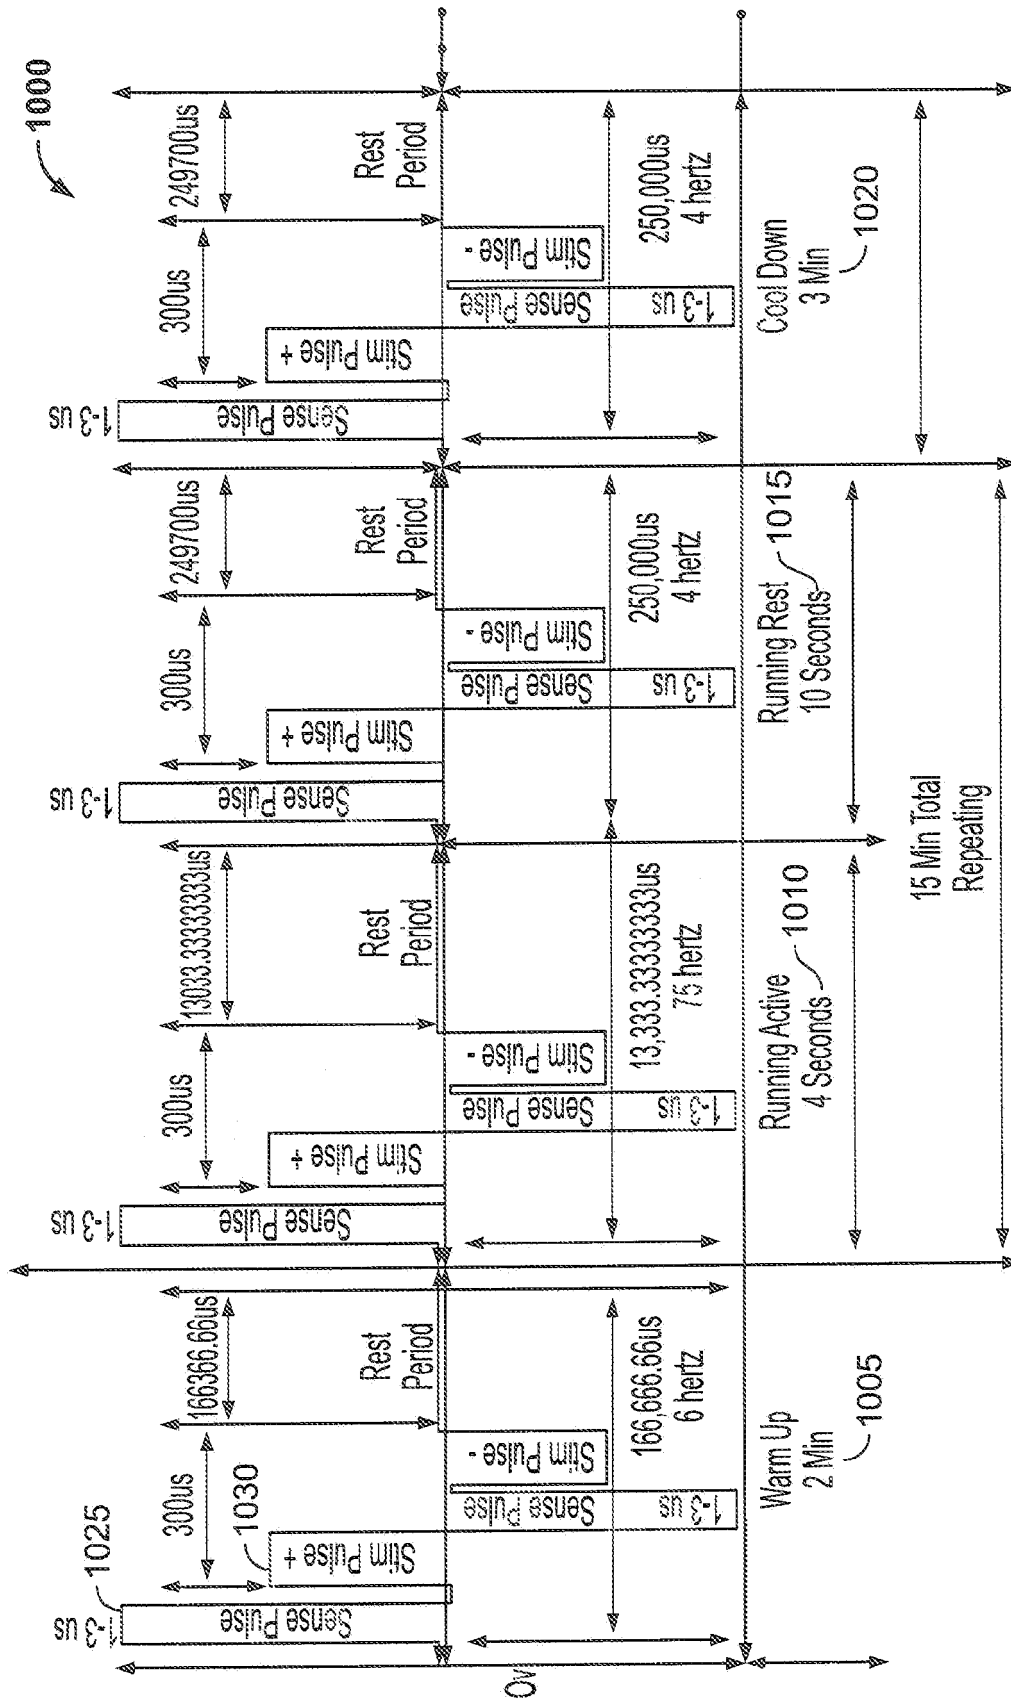 1000
1-3 us
1025
Sense Pulse
300us
1030
Stim Pulse +
Sense Pulse
1-3 us
Stim Pulse -
166366.66us
Rest
Period
166,666.66us
6 hertz
Warm Up
2 Min
1005
0v
1-3 us
Sense Pulse
300us
Stim Pulse +
Sense Pulse
1-3 us
Stim Pulse -
13033.33333333us
Rest
Period
13,333.33333333us
75 hertz
Running Active
4 Seconds
1010
1-3 us
Sense Pulse
300us
Stim Pulse +
Sense Pulse
1-3 us
Stim Pulse -
249700us
Rest
Period
250,000us
4 hertz
Running Rest
10 Seconds
1015
15 Min Total
Repeating
1-3 us
Sense Pulse
300us
Stim Pulse +
Sense Pulse
1-3 us
Stim Pulse -
249700us
Rest
Period
250,000us
4 hertz
Cool Down
3 Min
1020